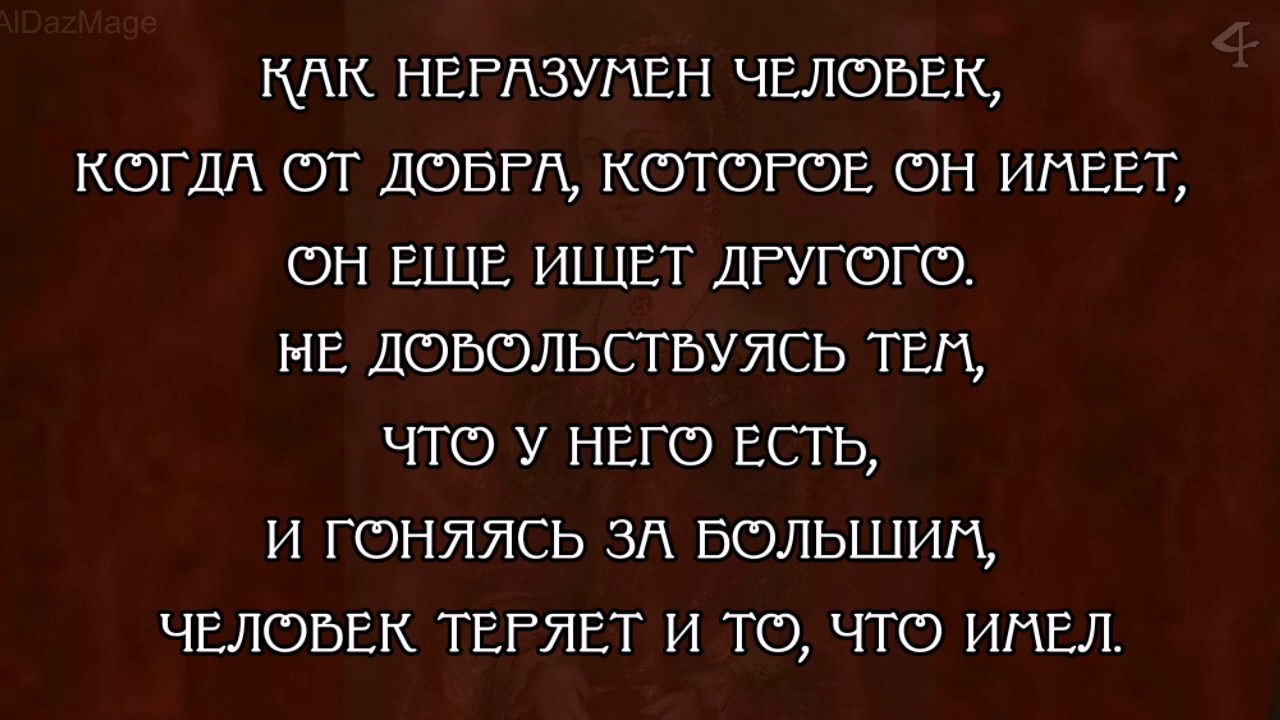 AlDazMage
4
КАК НЕРАЗУМЕН ЧЕЛОВЕК,
КОГДА ОТ ДОБРА, КОТОРОЕ ОН ИМЕЕТ,
ОН ЕЩЕ ИЩЕТ ДРУГОГО.
НЕ ДОВОЛЬСТВУЯСЬ ТЕМ,
ЧТО У НЕГО ЕСТЬ,
И ГОНЯЯСЬ ЗА БОЛЬШИМ,
ЧЕЛОВЕК ТЕРЯЕТ И ТО, ЧТО ИМЕЛ.